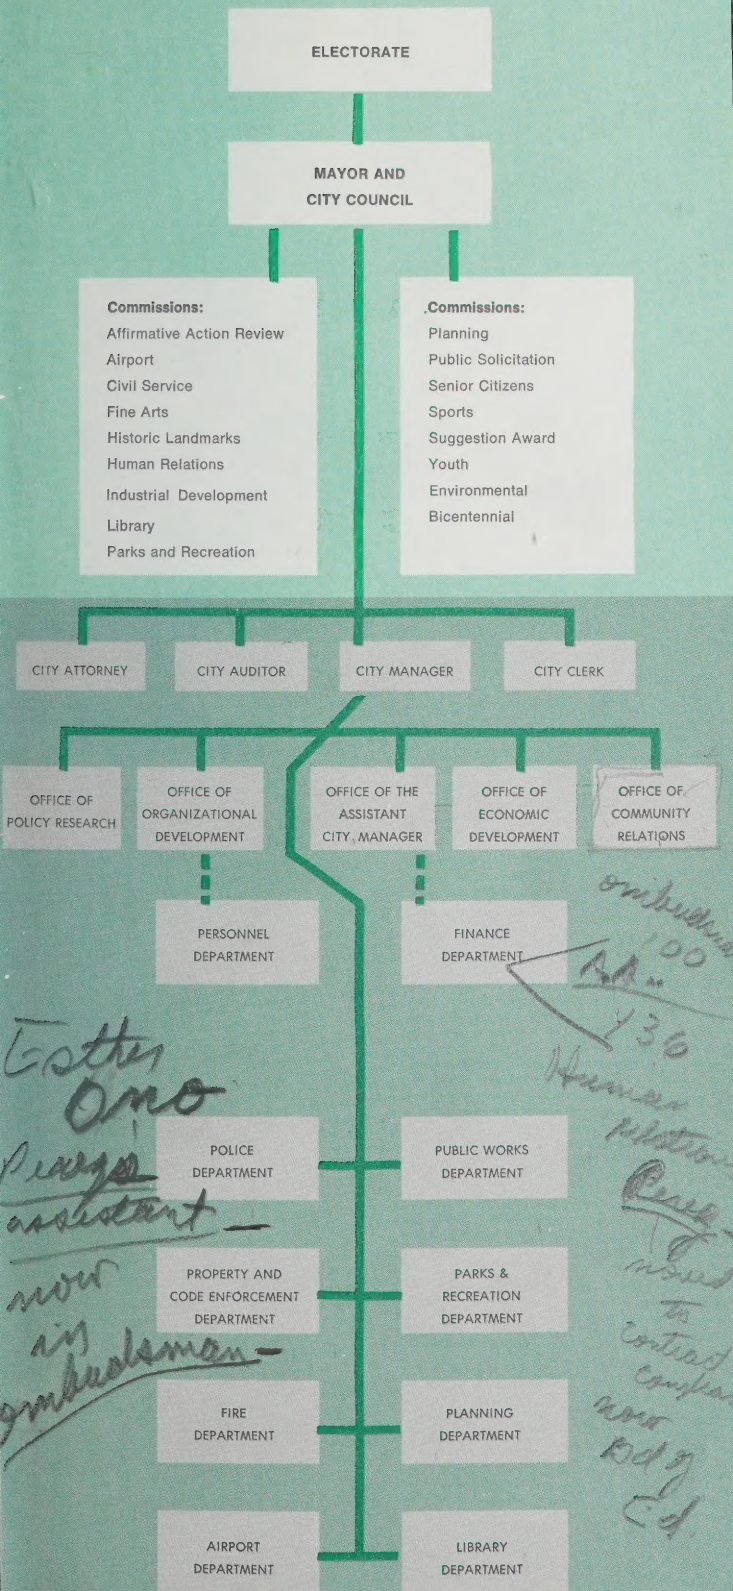 ELECTORATE
MAYOR AND
CITY COUNCIL
Commissions:
Affirmative Action Review
Airport
Civil Service
Fine Arts
Historic Landmarks
Human Relations
Industrial Development
Library
Parks and Recreation
Commissions:
Planning
Public Solicitation
Senior Citizens
Sports
Suggestion Award
Youth
Environmental
Bicentennial
CITY ATTORNEY
CITY AUDITOR
CITY MANAGER
CITY CLERK
OFFICE OF
POLICY RESEARCH
OFFICE OF
ORGANIZATIONAL
DEVELOPMENT
OFFICE OF THE
ASSISTANT
CITY MANAGER
OFFICE OF
ECONOMIC
DEVELOPMENT
OFFICE OF
COMMUNITY
RELATIONS
PERSONNEL
DEPARTMENT
FINANCE
DEPARTMENT
100
A.A.
436
Human
Esther
Ono
assistant
now
in
ombudsman
POLICE
DEPARTMENT
PUBLIC WORKS
DEPARTMENT
PROPERTY AND
CODE ENFORCEMENT
DEPARTMENT
PARKS &
RECREATION
DEPARTMENT
moved
to
now
FIRE
DEPARTMENT
PLANNING
DEPARTMENT
AIRPORT
DEPARTMENT
LIBRARY
DEPARTMENT